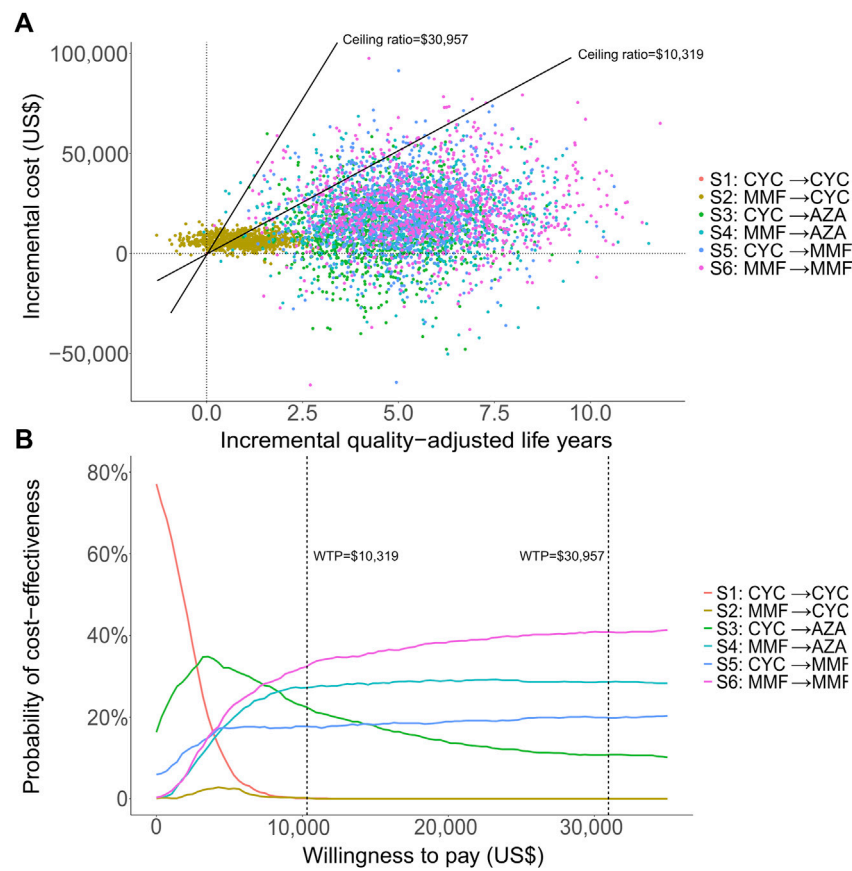 A
Ceiling ratio=$30,957
Ceiling ratio=$10,319
100,000
50,000
0
−50,000
Incremental cost (US$)
0.0 2.5 5.0 7.5 10.0
Incremental quality−adjusted life years
S1: CYC →CYC
S2: MMF →CYC
S3: CYC →AZA
S4: MMF →AZA
S5: CYC →MMF
S6: MMF →MMF
B
80%
60%
40%
20%
0
Probability of cost−effectiveness
WTP=$10,319
WTP=$30,957
0 10,000 20,000 30,000
Willingness to pay (US$)
S1: CYC →CYC
S2: MMF →CYC
S3: CYC →AZA
S4: MMF →AZA
S5: CYC →MMF
S6: MMF →MMF